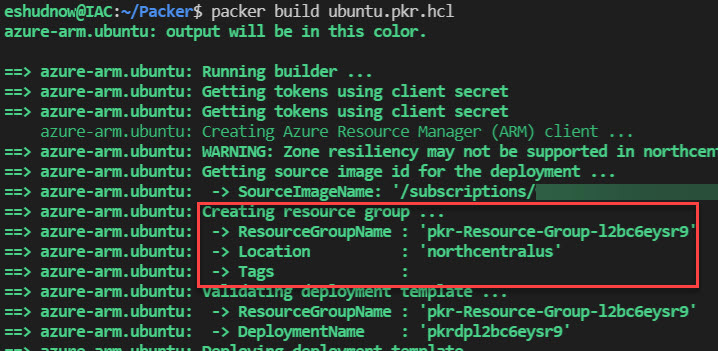 eshudnow@IAC:~/Packer$ packer build ubuntu.pkr.hcl
azure-arm.ubuntu: output will be in this color.
==> azure-arm.ubuntu: Running builder ...
==> azure-arm.ubuntu: Getting tokens using client secret
==> azure-arm.ubuntu: Getting tokens using client secret
azure-arm.ubuntu: Creating Azure Resource Manager (ARM) client ...
==> azure-arm.ubuntu: WARNING: Zone resiliency may not be supported in northcent
==> azure-arm.ubuntu: Getting source image id for the deployment ...
==> azure-arm.ubuntu: -> SourceImageName: '/subscriptions/
==> azure-arm.ubuntu: Creating resource group ...
==> azure-arm.ubuntu: -> ResourceGroupName : 'pkr-Resource-Group-l2bc6eysr9'
==> azure-arm.ubuntu: -> Location : 'northcentralus'
==> azure-arm.ubuntu: -> Tags :
==> azure-arm.ubuntu: Validating deployment template ...
==> azure-arm.ubuntu: -> ResourceGroupName : 'pkr-Resource-Group-l2bc6eysr9'
==> azure-arm.ubuntu: -> DeploymentName : 'pkrdpl2bc6eysr9'
==> azure-arm.ubuntu: Deploying deployment template